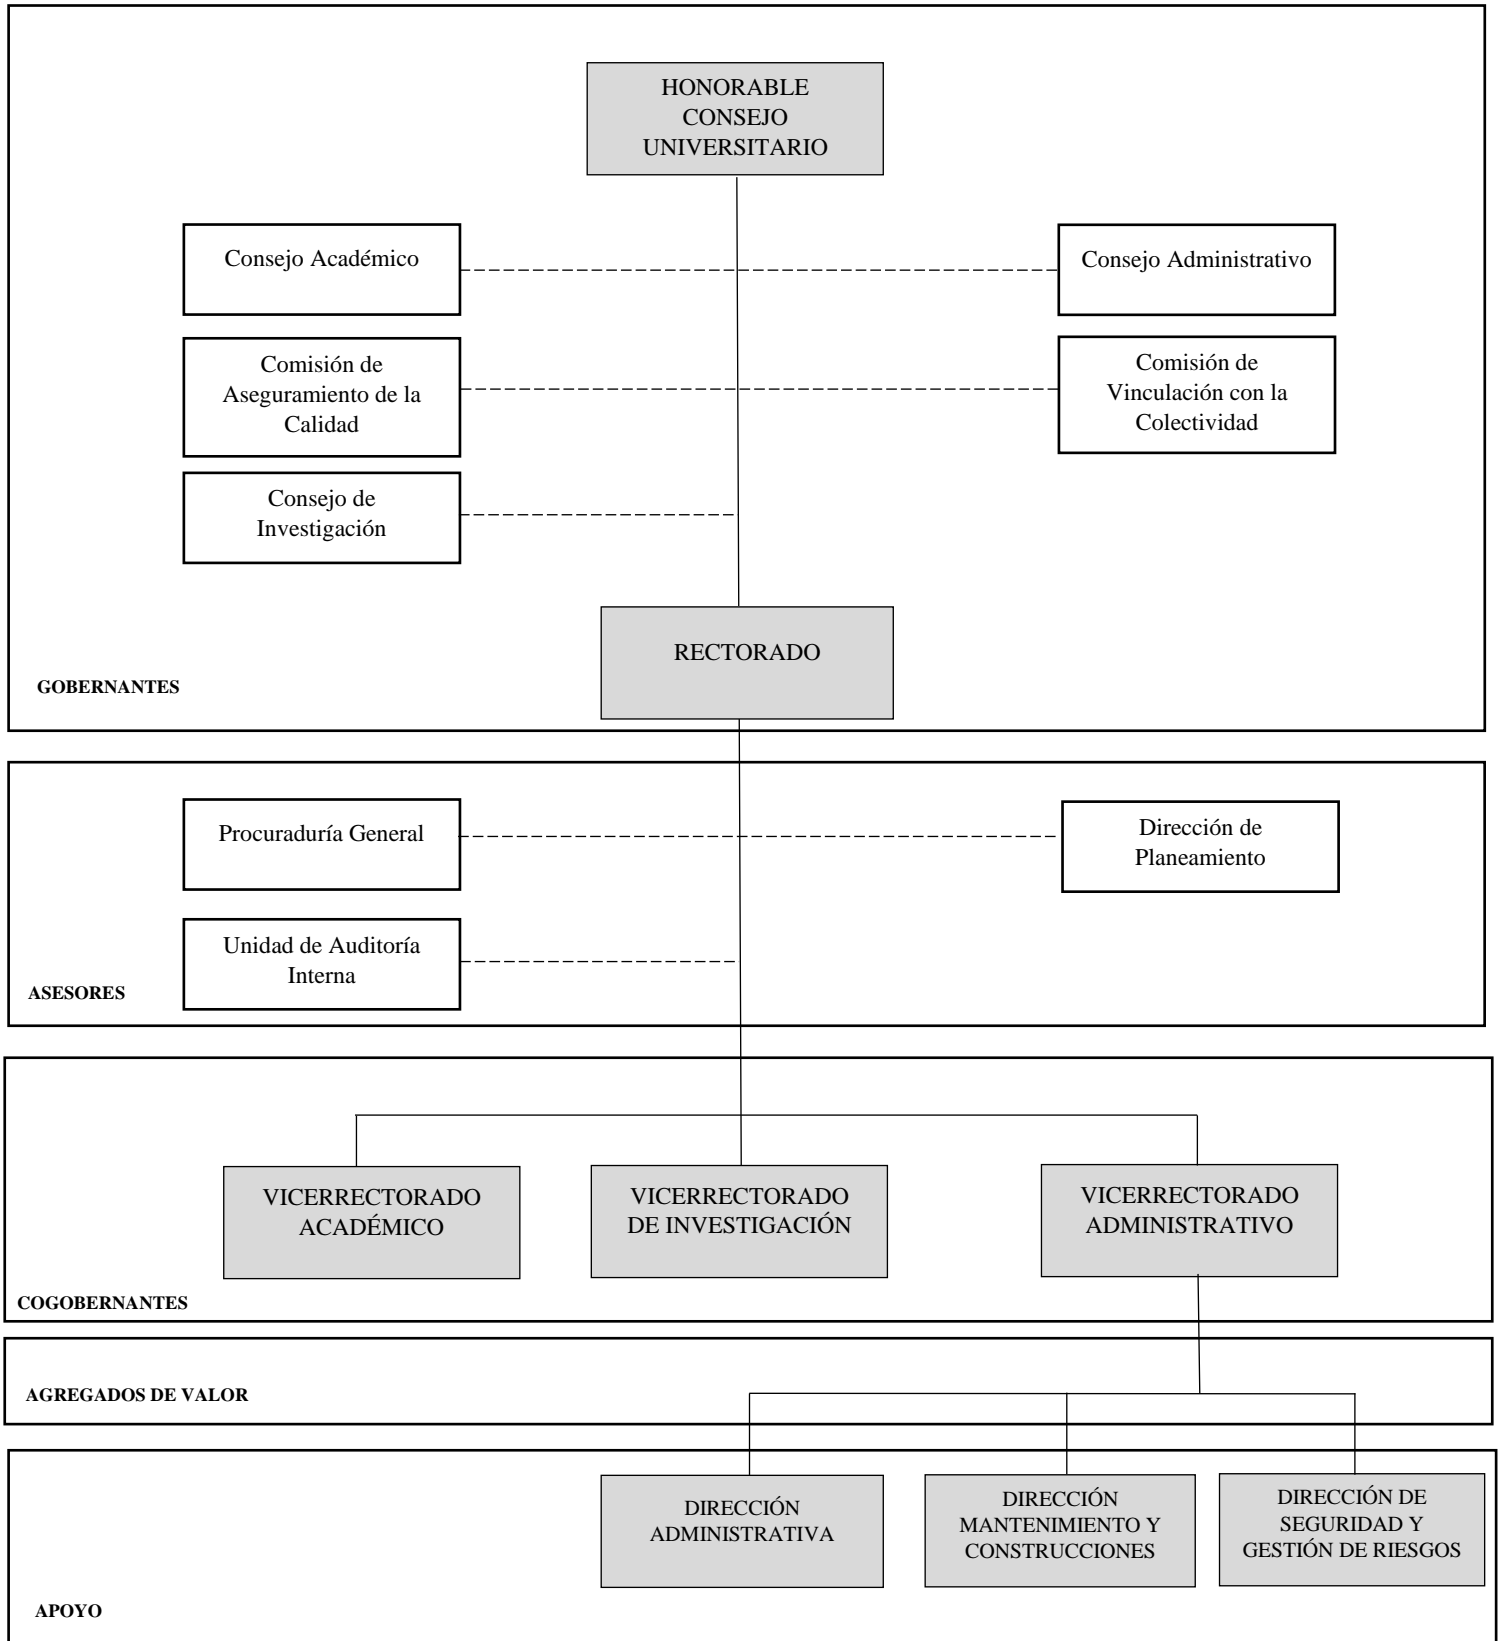 HONORABLE
CONSEJO
UNIVERSITARIO
Consejo Académico
Consejo Administrativo
Comisión de
Aseguramiento de la
Calidad
Comisión de
Vinculación con la
Colectividad
Consejo de
Investigación
RECTORADO
GOBERNANTES
Procuraduría General
Dirección de
Planeamiento
Unidad de Auditoría
Interna
ASESORES
VICERRECTORADO
ACADÉMICO
VICERRECTORADO
DE INVESTIGACIÓN
VICERRECTORADO
ADMINISTRATIVO
COGOBERNANTES
AGREGADOS DE VALOR
DIRECCIÓN
ADMINISTRATIVA
DIRECCIÓN
MANTENIMIENTO Y
CONSTRUCCIONES
DIRECCIÓN DE
SEGURIDAD Y
GESTIÓN DE RIESGOS
APOYO